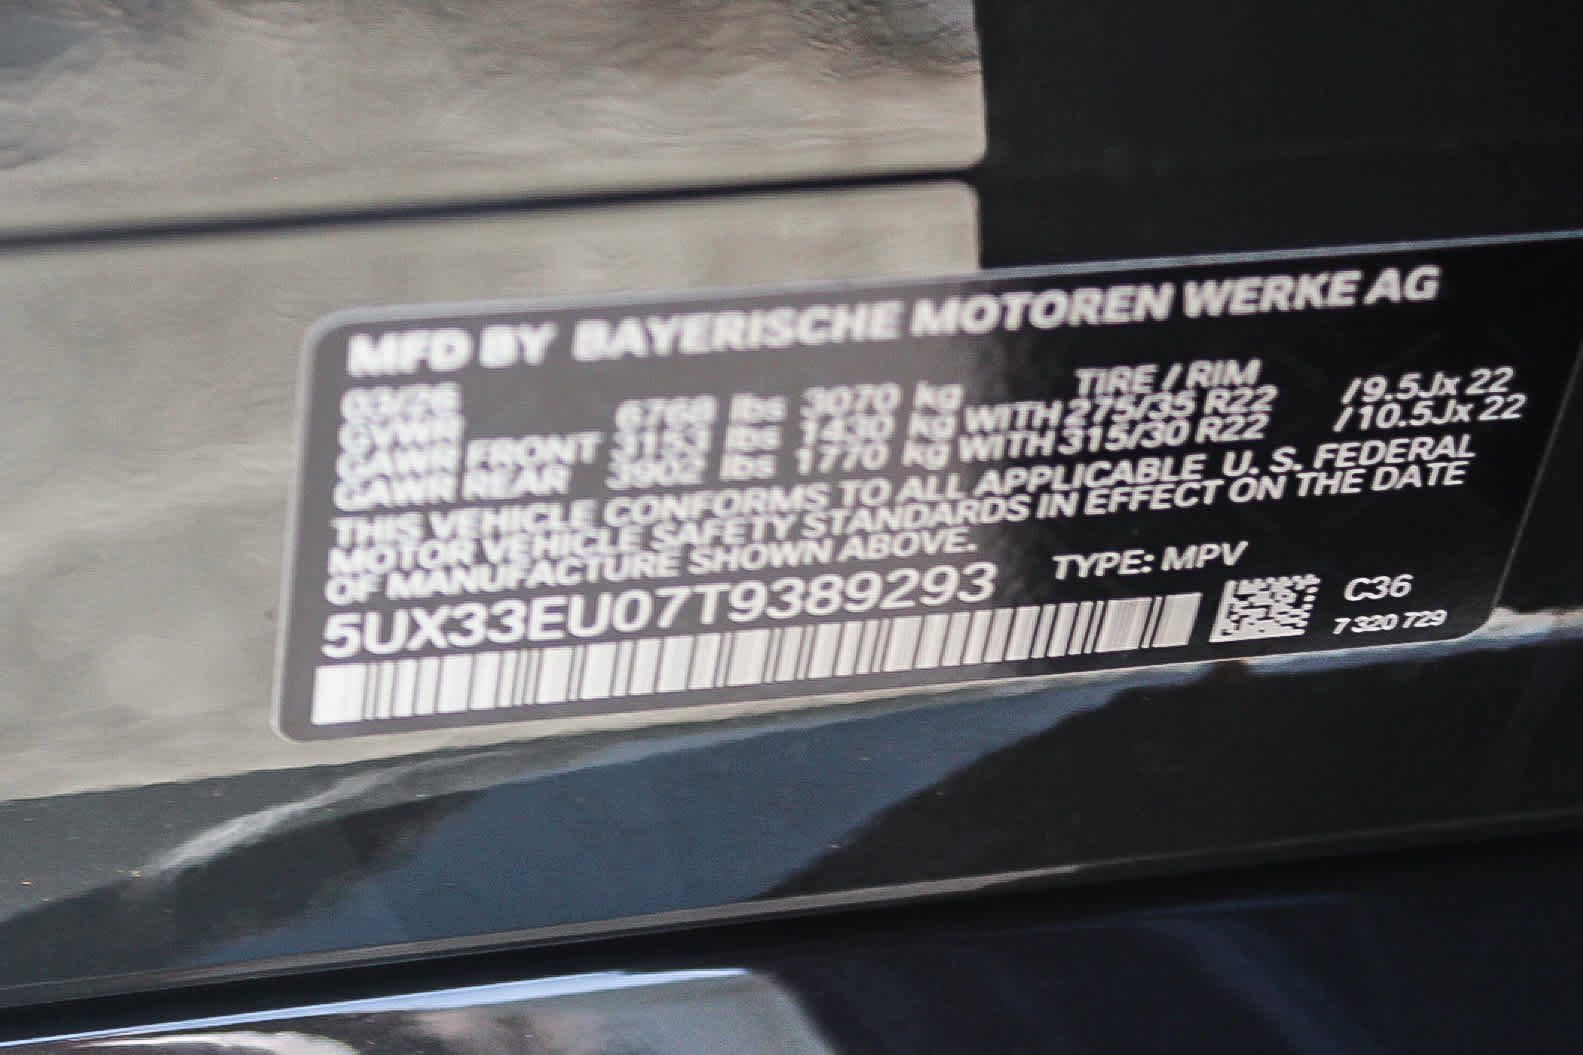 MFD BY BAYERISCHE MOTOREN WERKE AG
03/26 TIRE / RIM
GVWR 6768 lbs 3070 kg
GAWR FRONT 3153 lbs 1430 kg WITH 275/35 R22 /9.5Jx 22
GAWR REAR 3902 lbs 1770 kg WITH 315/30 R22 /10.5Jx 22
THIS VEHICLE CONFORMS TO ALL APPLICABLE U. S. FEDERAL
MOTOR VEHICLE SAFETY STANDARDS IN EFFECT ON THE DATE
OF MANUFACTURE SHOWN ABOVE.
TYPE: MPV
5UX33EU07T9389293
C36
7 320 729